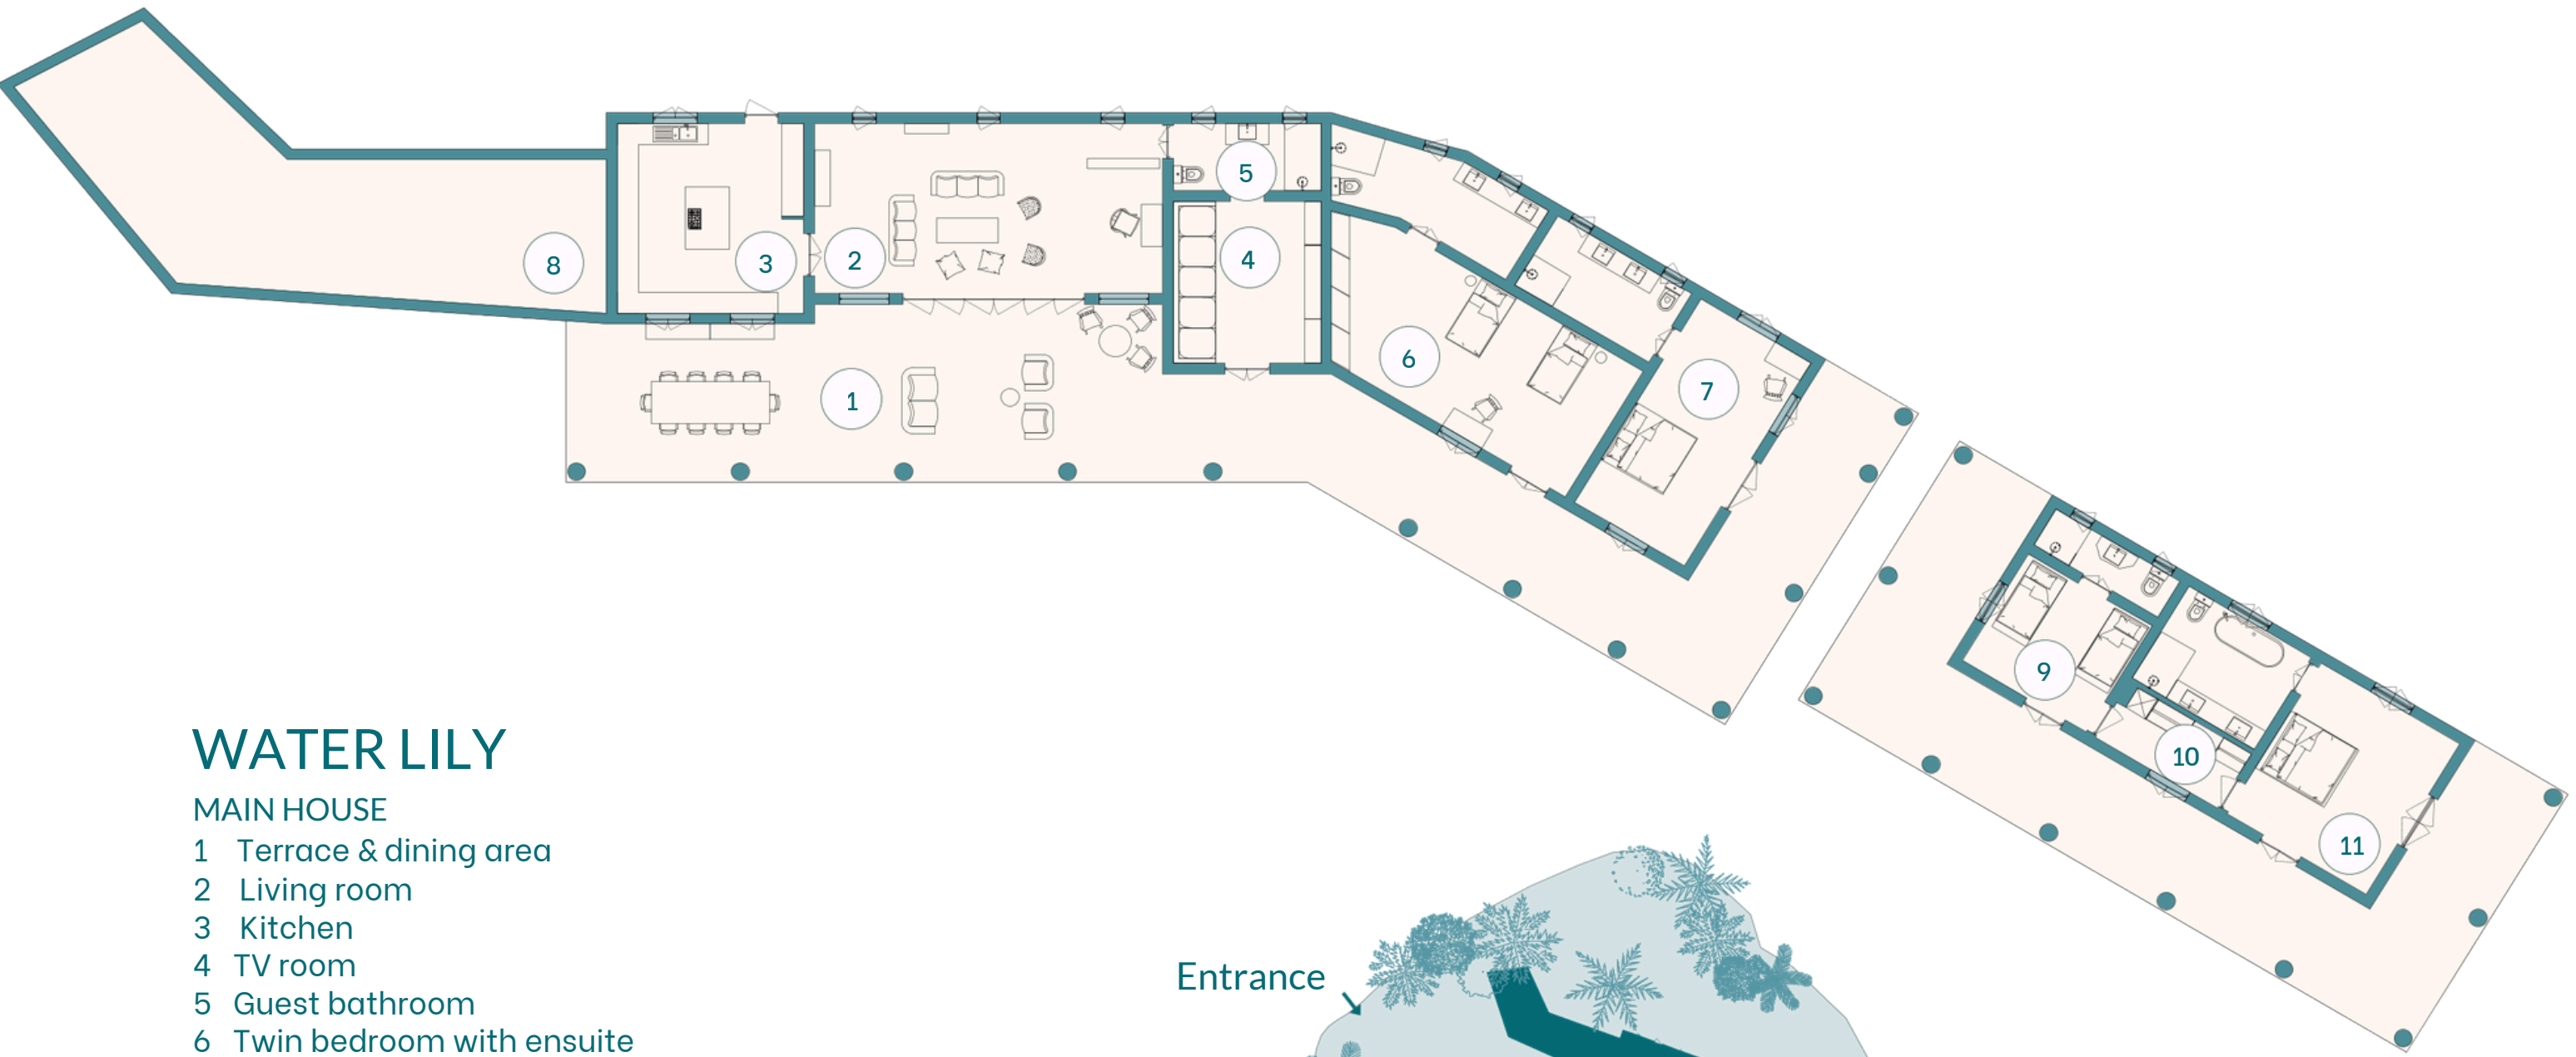 8
3
2
5
4
1
6
7
9
10
11
WATER LILY
MAIN HOUSE
1 Terrace & dining area
2 Living room
3 Kitchen
4 TV room
5 Guest bathroom
6 Twin bedroom with ensuite
Entrance